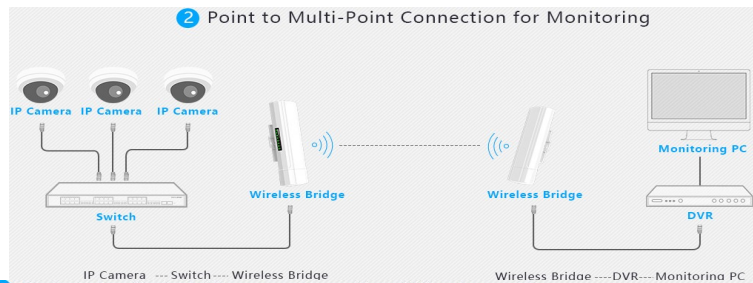 2 Point to Multi-Point Connection for Monitoring
IP Camera IP Camera IP Camera
Monitoring PC
Wireless Bridge Wireless Bridge
Switch
DVR
IP Camera --- Switch ---- Wireless Bridge
Wireless Bridge ----DVR--- Monitoring PC